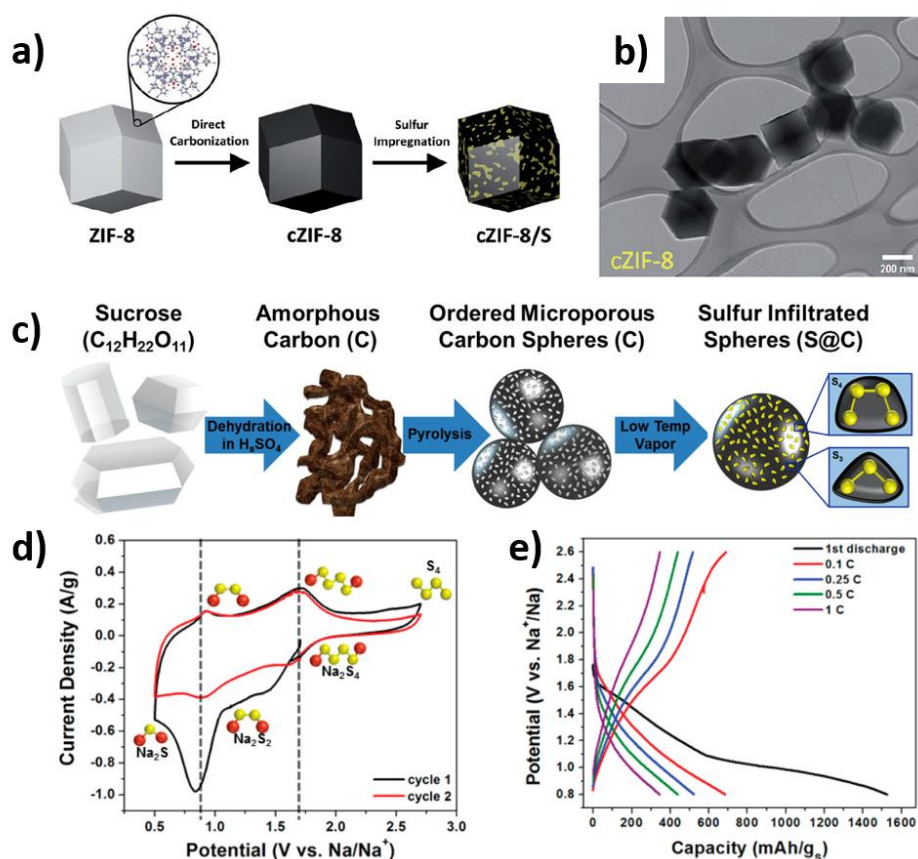 a)
Direct
Carbonization
Sulfur
Impregnation
ZIF-8
cZIF-8
cZIF-8/S
b)
cZIF-8
200 nm
c)
Sucrose
(C₁₂H₂₂O₁₁)
Amorphous
Carbon (C)
Ordered Microporous
Carbon Spheres (C)
Sulfur Infiltrated
Spheres (S@C)
Dehydration
in HₛSO₄
Pyrolysis
Low Temp
Vapor
S₄
S₃
d)
S₄
Na₂S₄
Na₂S
Na₂S₂
cycle 1
cycle 2
0.6
0.4
0.2
0.0
-0.2
-0.4
-0.6
-0.8
-1.0
0.5
1.0
1.5
2.0
2.5
3.0
Current Density (A/g)
Potential (V vs. Na/Na⁺)
e)
1st discharge
0.1 C
0.25 C
0.5 C
1 C
2.6
2.4
2.2
2.0
1.8
1.6
1.4
1.2
1.0
0.8
0
200
400
600
800
1000
1200
1400
1600
Potential (V vs. Na⁺/Na)
Capacity (mAh/gₛ)